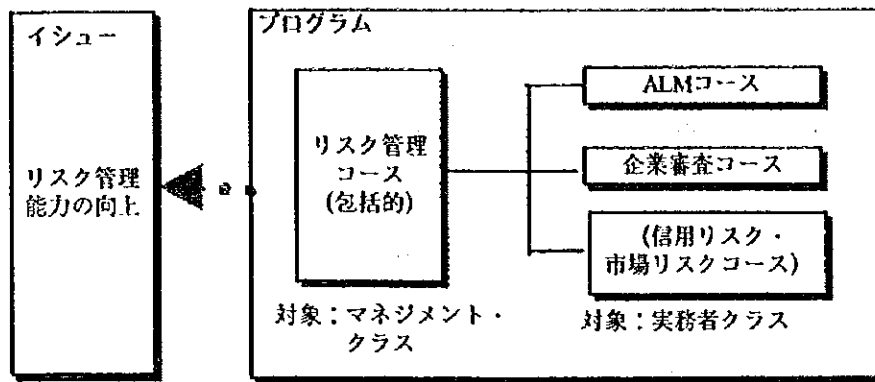 イシュー
リスク管理
能力の向上
プログラム
リスク管理
コース
(包括的)
対象：マネジメント・
クラス
ALMコース
企業審査コース
(信用リスク・
市場リスクコース)
対象：実務者クラス